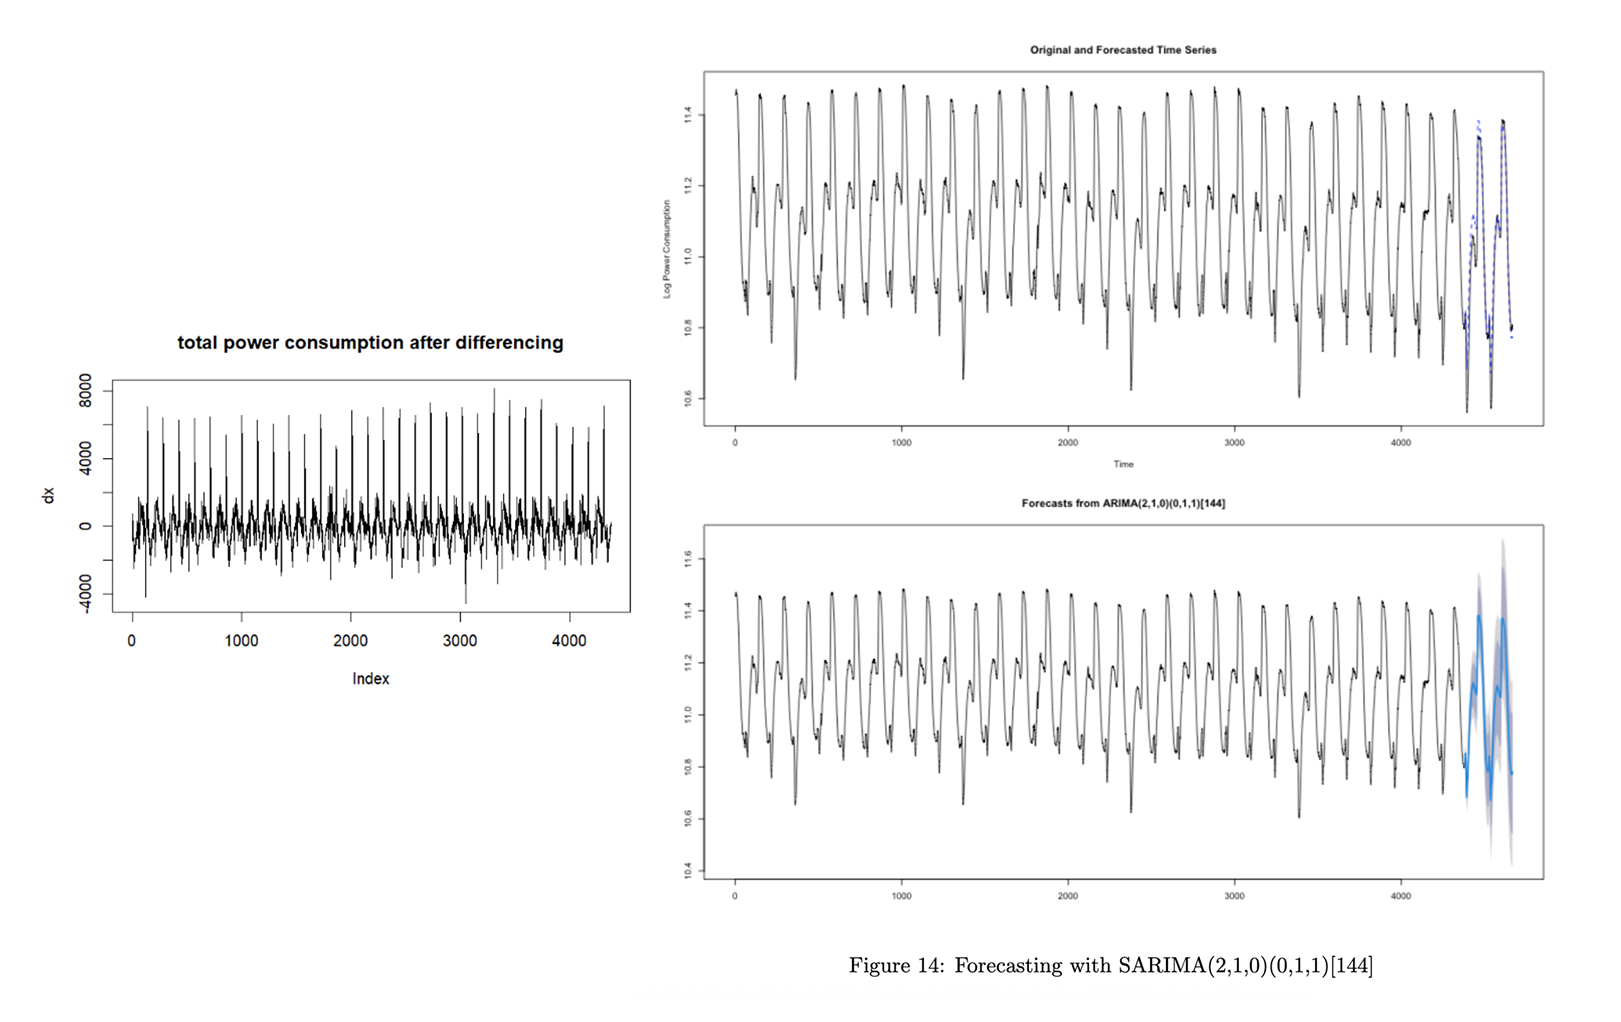 total power consumption after differencing
8000
4000
0
-4000
dx
0 1000 2000 3000 4000
Index
Original and Forecasted Time Series
11.4
11.2
11.0
10.8
10.6
Log Power Consumption
0 1000 2000 3000 4000
Time
Forecasts from ARIMA(2,1,0)(0,1,1)[144]
11.6
11.4
11.2
11.0
10.8
10.6
10.4
0 1000 2000 3000 4000
Figure 14: Forecasting with SARIMA(2,1,0)(0,1,1)[144]